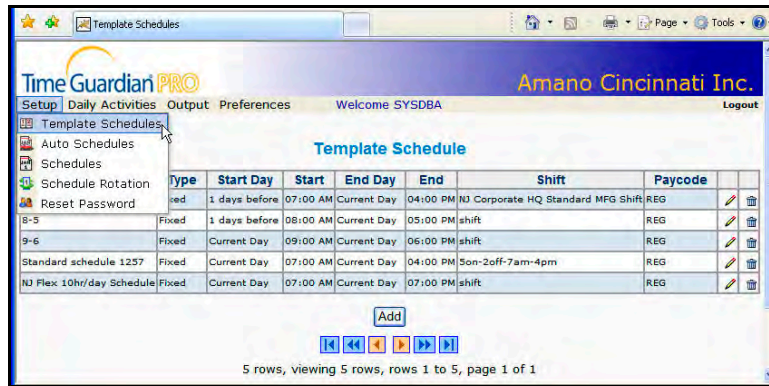 Template Schedules
Page Tools
Time Guardian PRO
Amano Cincinnati Inc.
Setup Daily Activities Output Preferences Welcome SYSDBA Logout
Template Schedules
Auto Schedules
Schedules
Schedule Rotation
Reset Password
Template Schedule
Type Start Day Start End Day End Shift Paycode
1 days before 07:00 AM Current Day 04:00 PM NJ Corporate HQ Standard MFG Shift REG
8-5 Fixed 1 days before 08:00 AM Current Day 05:00 PM shift REG
9-6 Fixed Current Day 09:00 AM Current Day 06:00 PM shift REG
Standard schedule 1257 Fixed Current Day 07:00 AM Current Day 04:00 PM 5on-2off-7am-4pm REG
NJ Flex 10hr/day Schedule Fixed Current Day 07:00 AM Current Day 07:00 PM shift REG
Add
5 rows, viewing 5 rows, rows 1 to 5, page 1 of 1